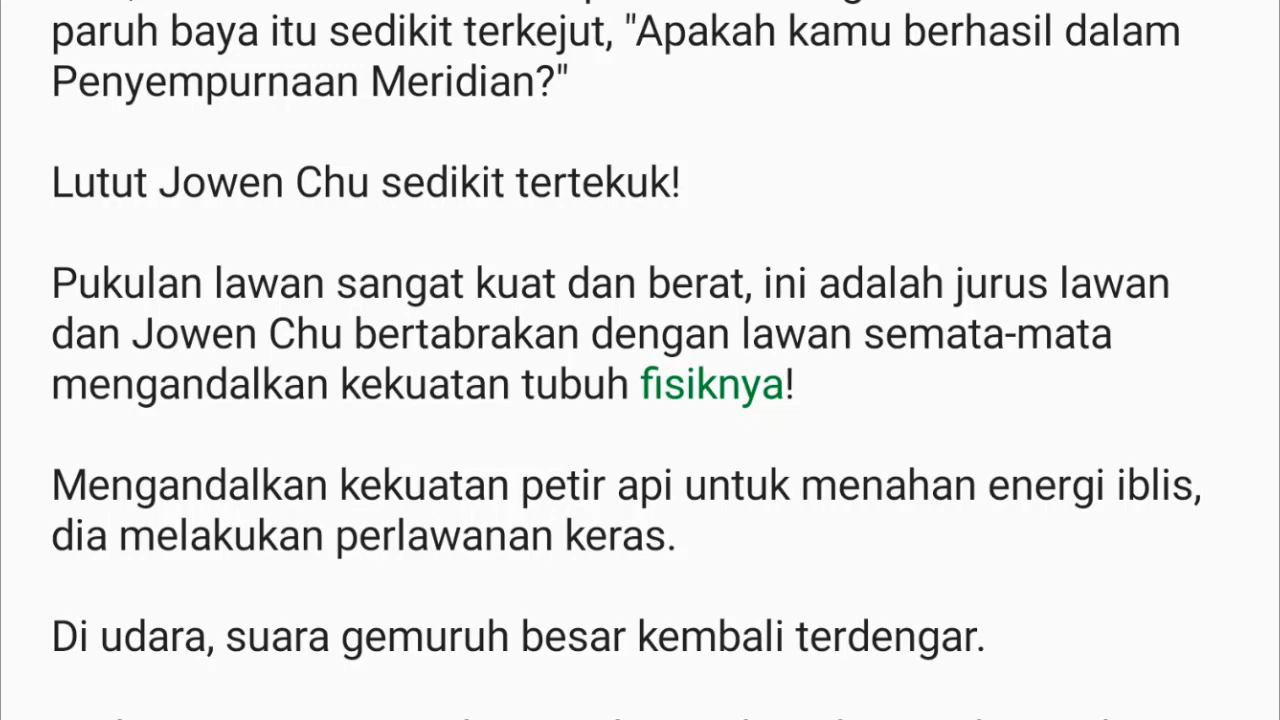 paruh baya itu sedikit terkejut, "Apakah kamu berhasil dalam
Penyempurnaan Meridian?"
Lutut Jowen Chu sedikit tertekuk!
Pukulan lawan sangat kuat dan berat, ini adalah jurus lawan
dan Jowen Chu bertabrakan dengan lawan semata-mata
mengandalkan kekuatan tubuh fisiknya!
Mengandalkan kekuatan petir api untuk menahan energi iblis,
dia melakukan perlawanan keras.
Di udara, suara gemuruh besar kembali terdengar.